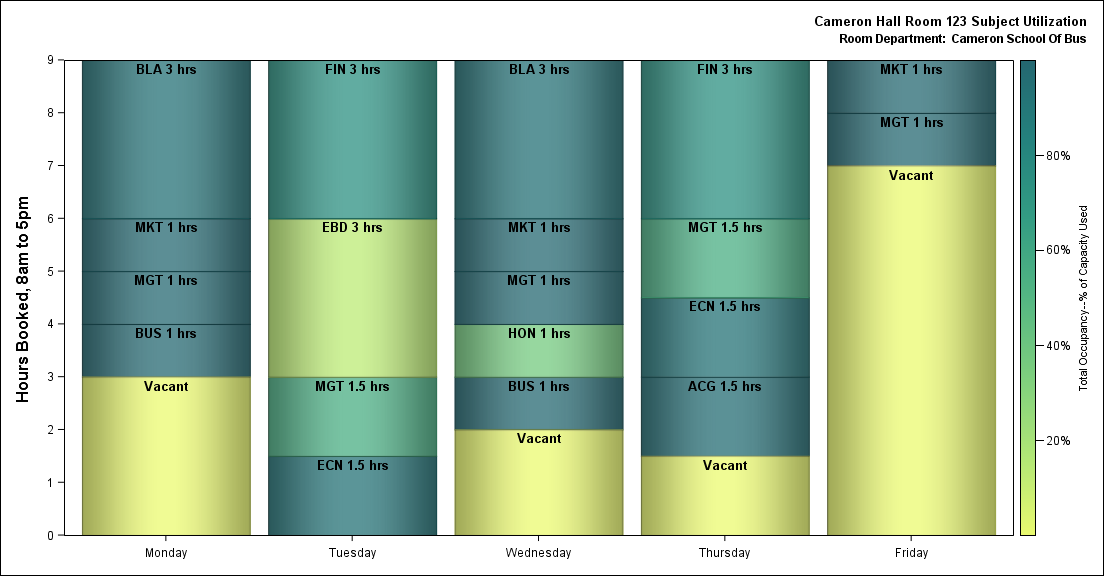 Cameron Hall Room 123 Subject Utilization
Room Department: Cameron School Of Bus
Hours Booked, 8am to 5pm
9
8
7
6
5
4
3
2
1
0
BLA 3 hrs
MKT 1 hrs
MGT 1 hrs
BUS 1 hrs
Vacant
FIN 3 hrs
EBD 3 hrs
MGT 1.5 hrs
ECN 1.5 hrs
BLA 3 hrs
MKT 1 hrs
MGT 1 hrs
HON 1 hrs
BUS 1 hrs
Vacant
FIN 3 hrs
MGT 1.5 hrs
ECN 1.5 hrs
ACG 1.5 hrs
Vacant
MKT 1 hrs
MGT 1 hrs
Vacant
Monday
Tuesday
Wednesday
Thursday
Friday
80%
60%
40%
20%
Total Occupancy--% of Capacity Used